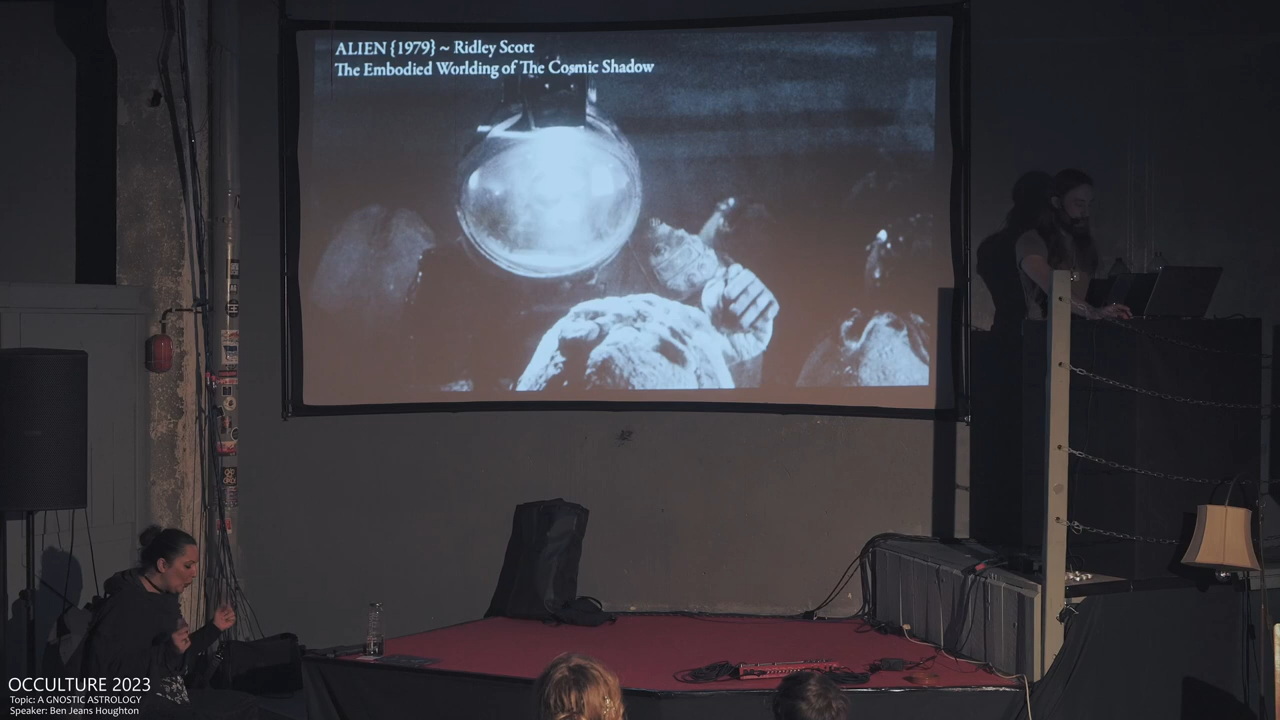 ALIEN {1979} ~ Ridley Scott
The Embodied Worlding of The Cosmic Shadow
OCCULTURE 2023
Topic: A GNOSTIC ASTROLOGY
Speaker: Ben Jeans Houghton